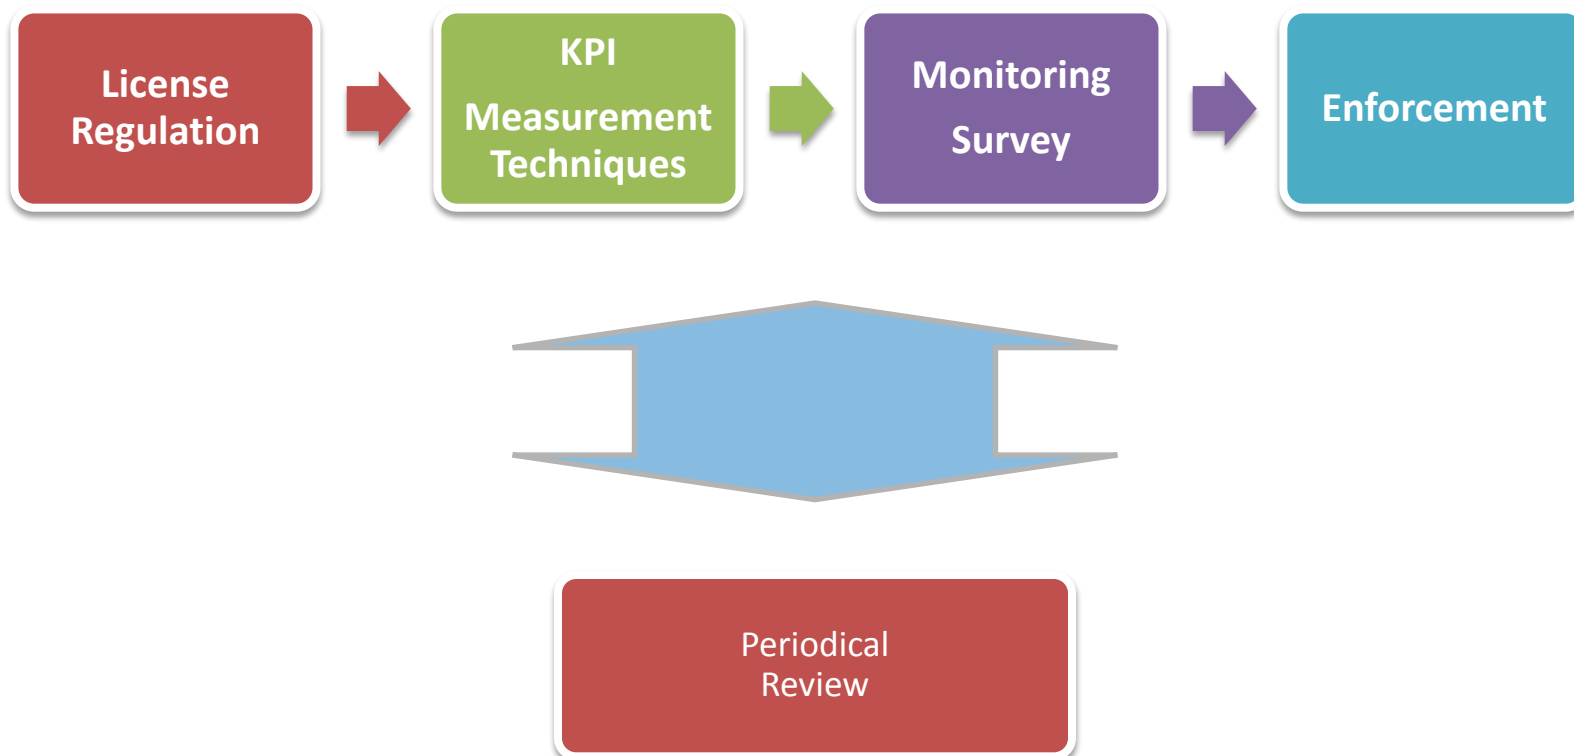 License
Regulation
KPI
Measurement
Techniques
Monitoring
Survey
Enforcement
Periodical
Review